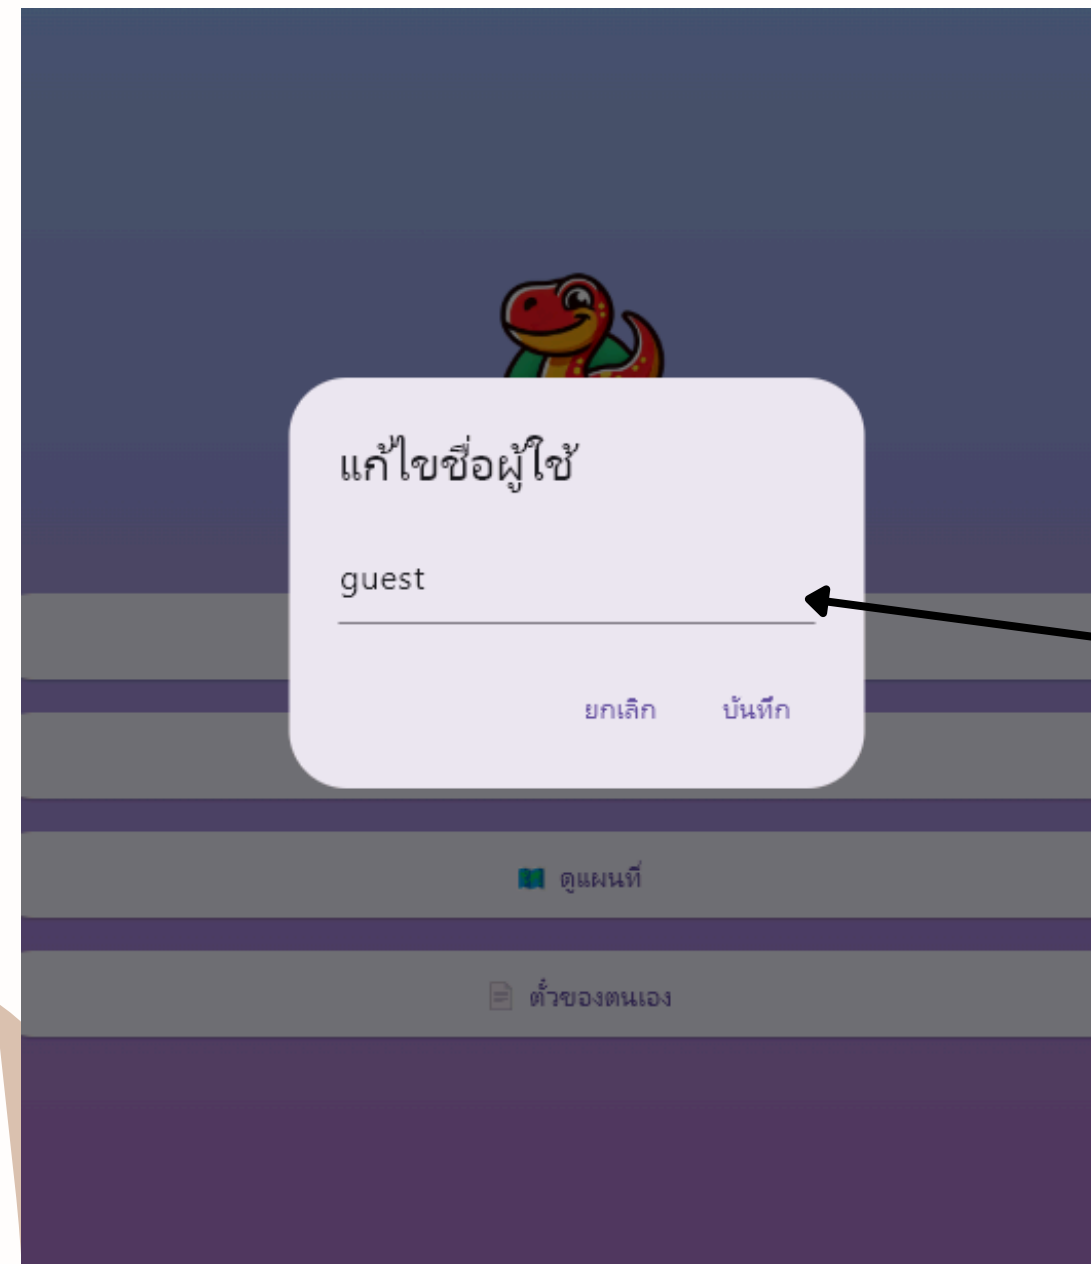 แก้ไขชื่อผู้ใช้
guest
ยกเลิก บันทึก
ดูแผนที่
ตั๋วของตนเอง